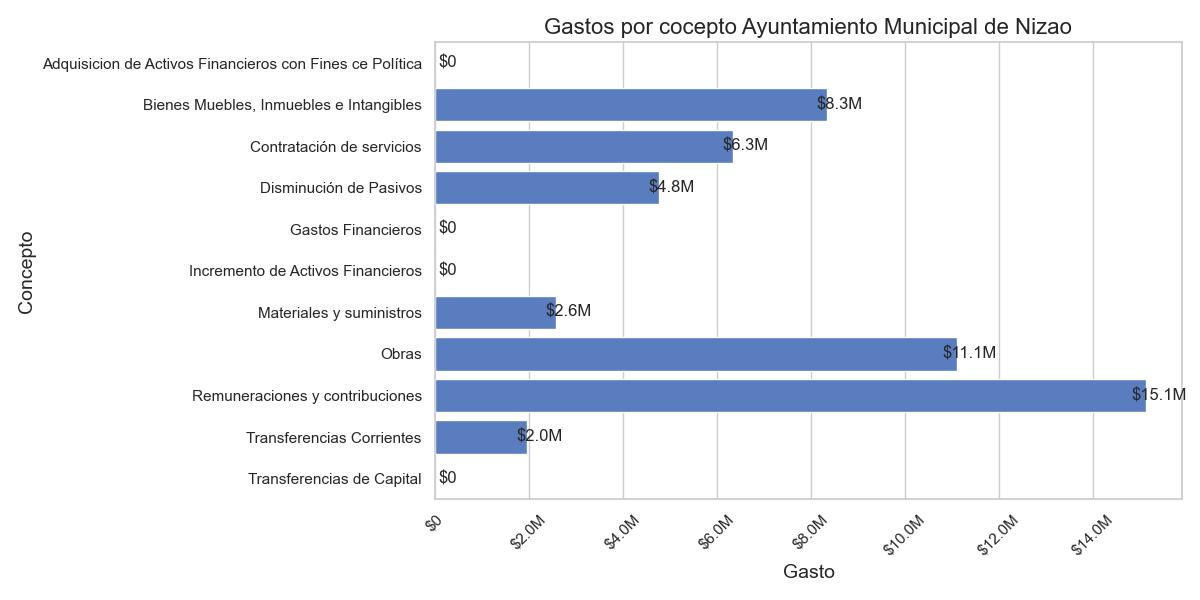 Gastos por cocepto Ayuntamiento Municipal de Nizao
Concepto
Adquisicion de Activos Financieros con Fines ce Política $0
Bienes Muebles, Inmuebles e Intangibles $8.3M
Contratación de servicios $6.3M
Disminución de Pasivos $4.8M
Gastos Financieros $0
Incremento de Activos Financieros $0
Materiales y suministros $2.6M
Obras $11.1M
Remuneraciones y contribuciones $15.1M
Transferencias Corrientes $2.0M
Transferencias de Capital $0
$0 $2.0M $4.0M $6.0M $8.0M $10.0M $12.0M $14.0M
Gasto